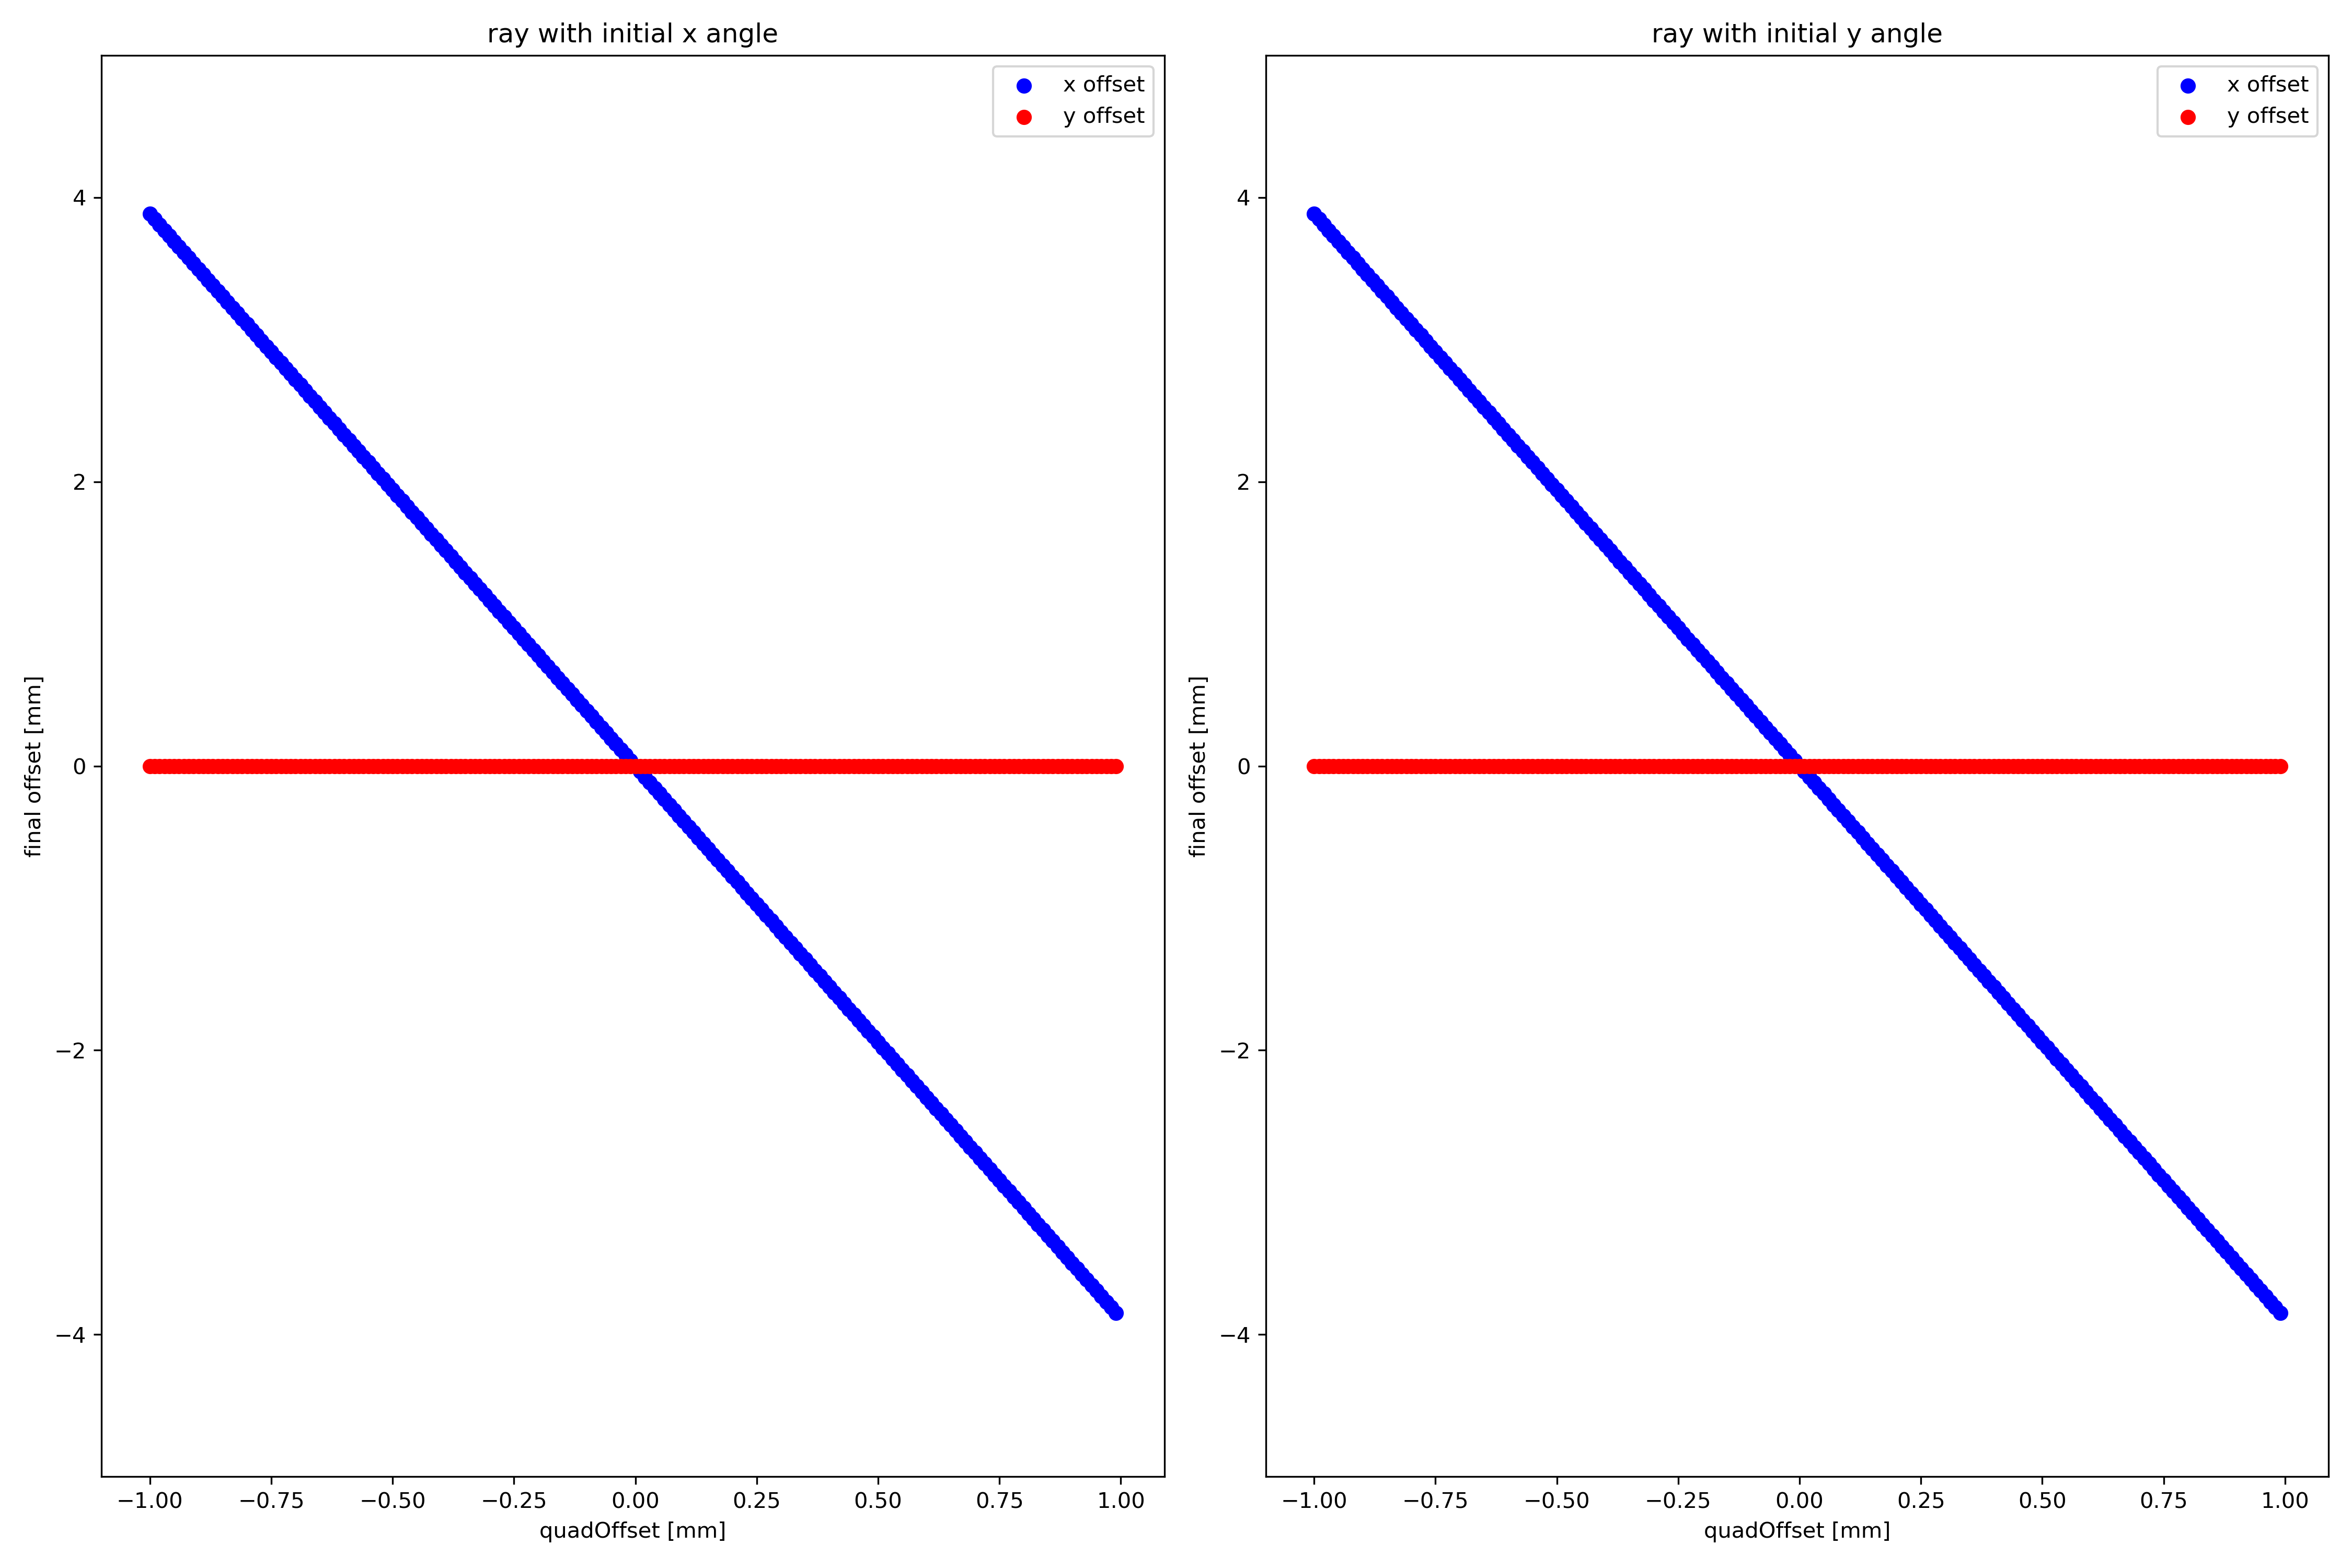 ray with initial x angle
x offset
y offset
4
2
0
−2
−4
final offset [mm]
−1.00 −0.75 −0.50 −0.25 0.00 0.25 0.50 0.75 1.00
quadOffset [mm]
ray with initial y angle
x offset
y offset
4
2
0
−2
−4
final offset [mm]
−1.00 −0.75 −0.50 −0.25 0.00 0.25 0.50 0.75 1.00
quadOffset [mm]